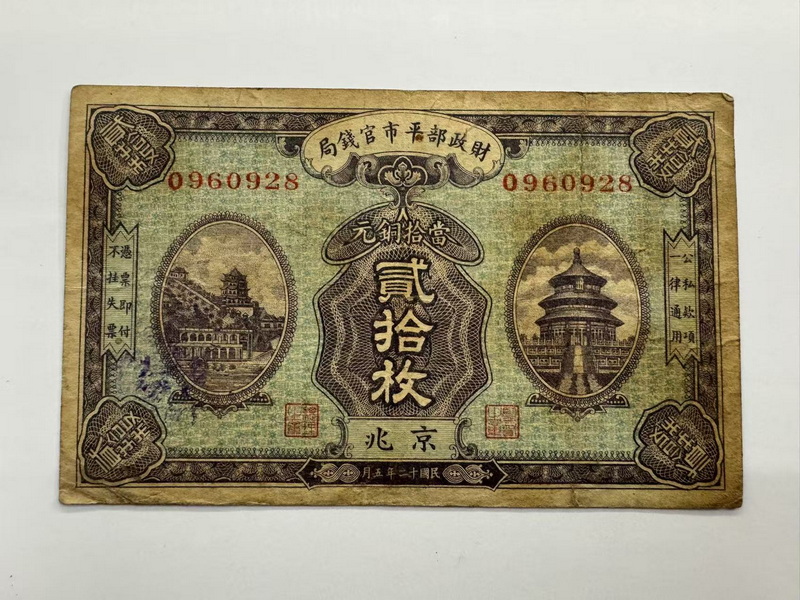 財政部平市官錢局
0960928
0960928
當拾銅元
貳拾枚
公私款項
一律通用
憑票即付
不挂失票
京兆
民國十二年五月